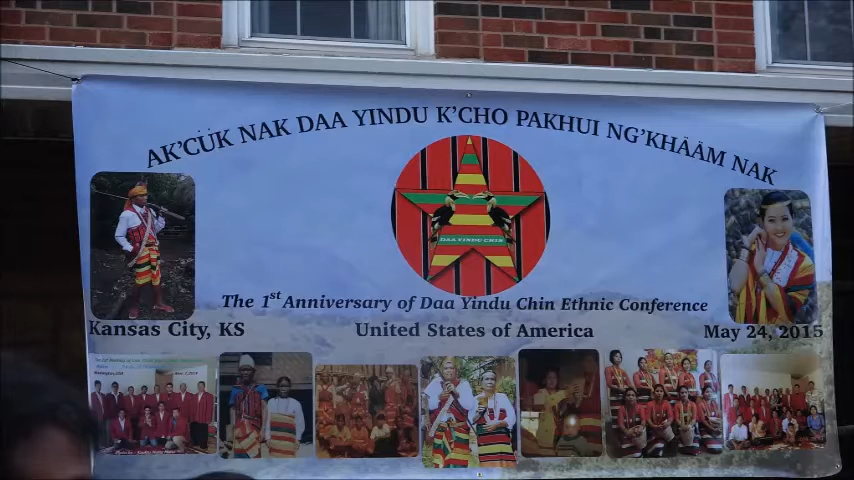 AK'CÜK NAK DAA YINDU K'CHO PAKHUI NG'KHÄÄM NAK
DAA YINDU CHIN
The 1st Anniversary of Daa Yindu Chin Ethnic Conference
Kansas City, KS
United States of America
May 24, 2015